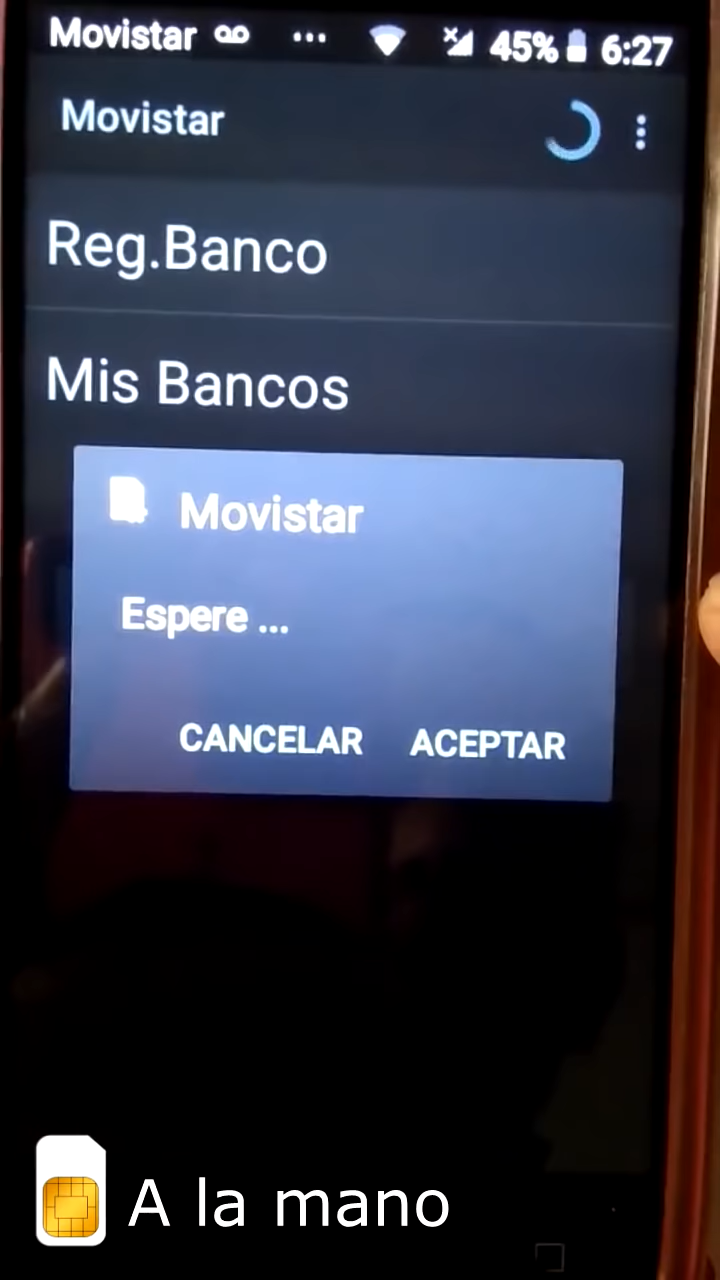 Movistar ... 45% 6:27
Movistar
Reg.Banco
Mis Bancos
Movistar
Espere ...
CANCELAR ACEPTAR
A la mano